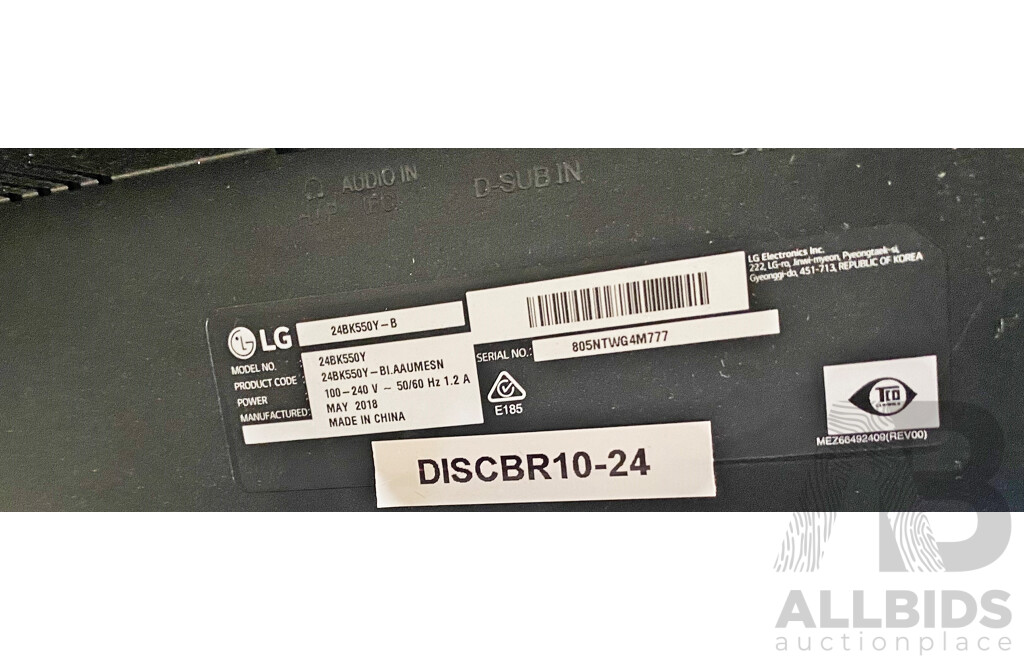 AUDIO IN
D-SUB IN
LG Electronics Inc.
222, LG-ro, Jinwi-myeon, Pyeongtaek-si,
Gyeonggi-do, 451-713, REPUBLIC OF KOREA
LG
24BK550Y-B
MODEL NO.
24BK550Y
PRODUCT CODE
24BK550Y-BI.AAUMESN
POWER
100-240 V ~ 50/60 Hz 1.2 A
MANUFACTURED:
MAY 2018
MADE IN CHINA
SERIAL NO.:
805NTWG4M777
E185
TCO
MEZ66492409(REV00)
DISCBR10-24
AB
ALLBIDS
auctionplace